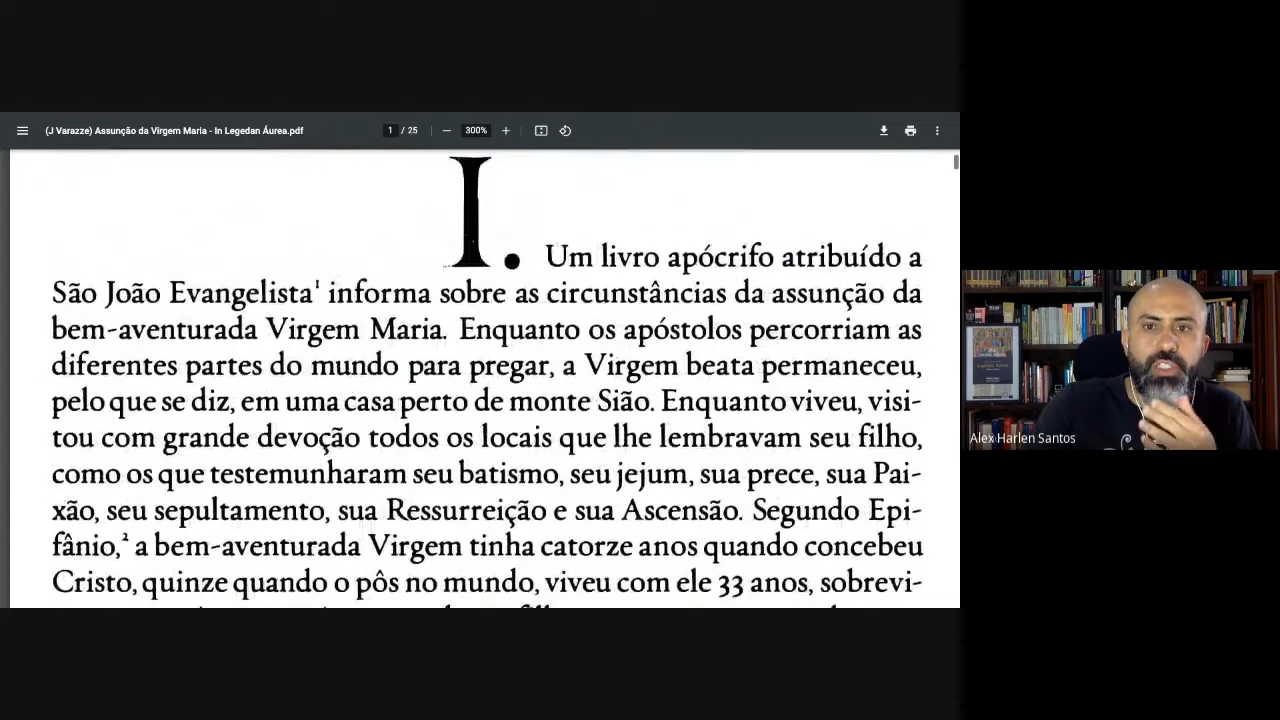 (J Varazze) Assunção da Virgem Maria - In Legedan Áurea.pdf
1 / 25
300%
I. Um livro apócrifo atribuído a
São João Evangelista¹ informa sobre as circunstâncias da assunção da
bem-aventurada Virgem Maria. Enquanto os apóstolos percorriam as
diferentes partes do mundo para pregar, a Virgem beata permaneceu,
pelo que se diz, em uma casa perto de monte Sião. Enquanto viveu, visi-
tou com grande devoção todos os locais que lhe lembravam seu filho,
como os que testemunharam seu batismo, seu jejum, sua prece, sua Pai-
xão, seu sepultamento, sua Ressurreição e sua Ascensão. Segundo Epi-
fânio,² a bem-aventurada Virgem tinha catorze anos quando concebeu
Cristo, quinze quando o pôs no mundo, viveu com ele 33 anos, sobrevi-
Alex Harlen Santos